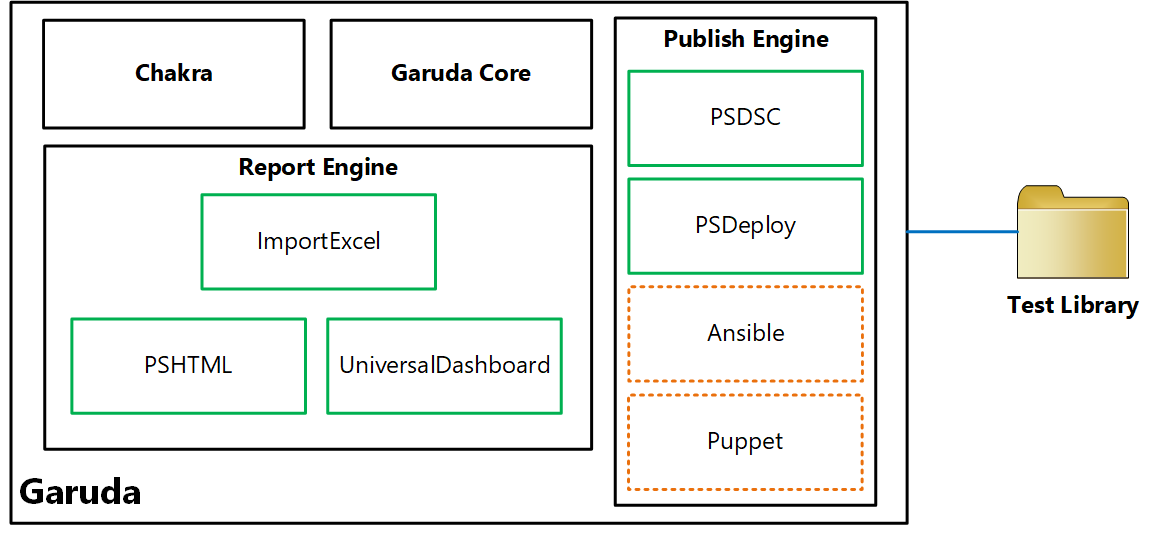 Chakra
Garuda Core
Report Engine
ImportExcel
PSHTML
UniversalDashboard
Publish Engine
PSDSC
PSDeploy
Ansible
Puppet
Garuda
Test Library